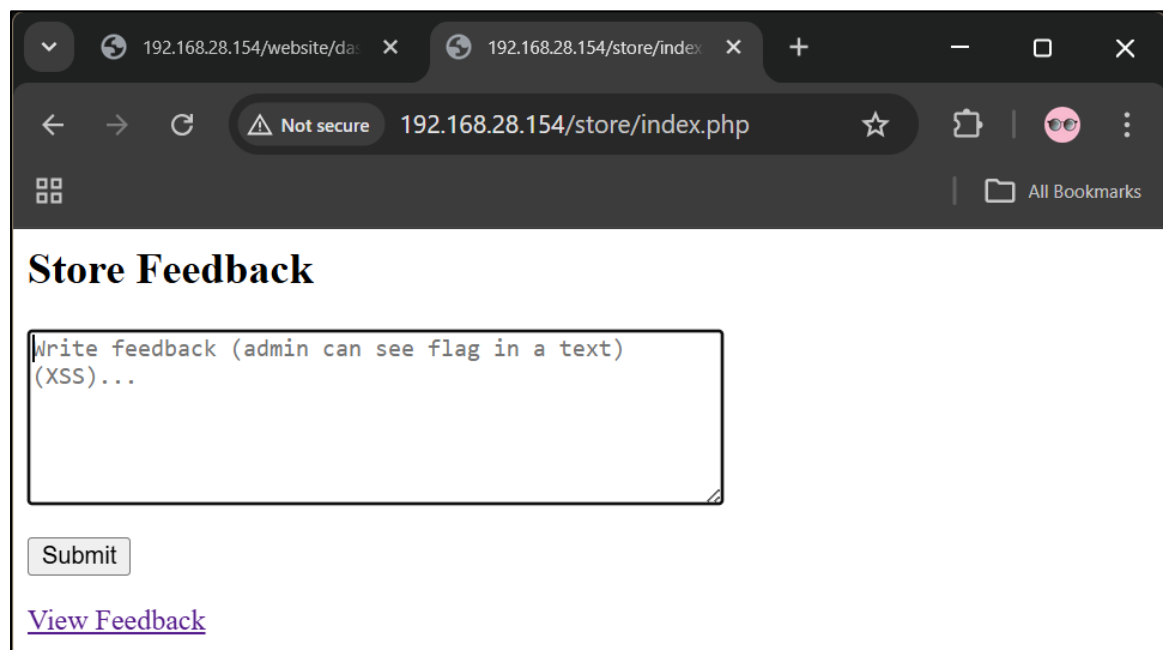 192.168.28.154/website/das
192.168.28.154/store/index
Not secure
192.168.28.154/store/index.php
All Bookmarks
Store Feedback
Write feedback (admin can see flag in a text)
(XSS)...
Submit
View Feedback